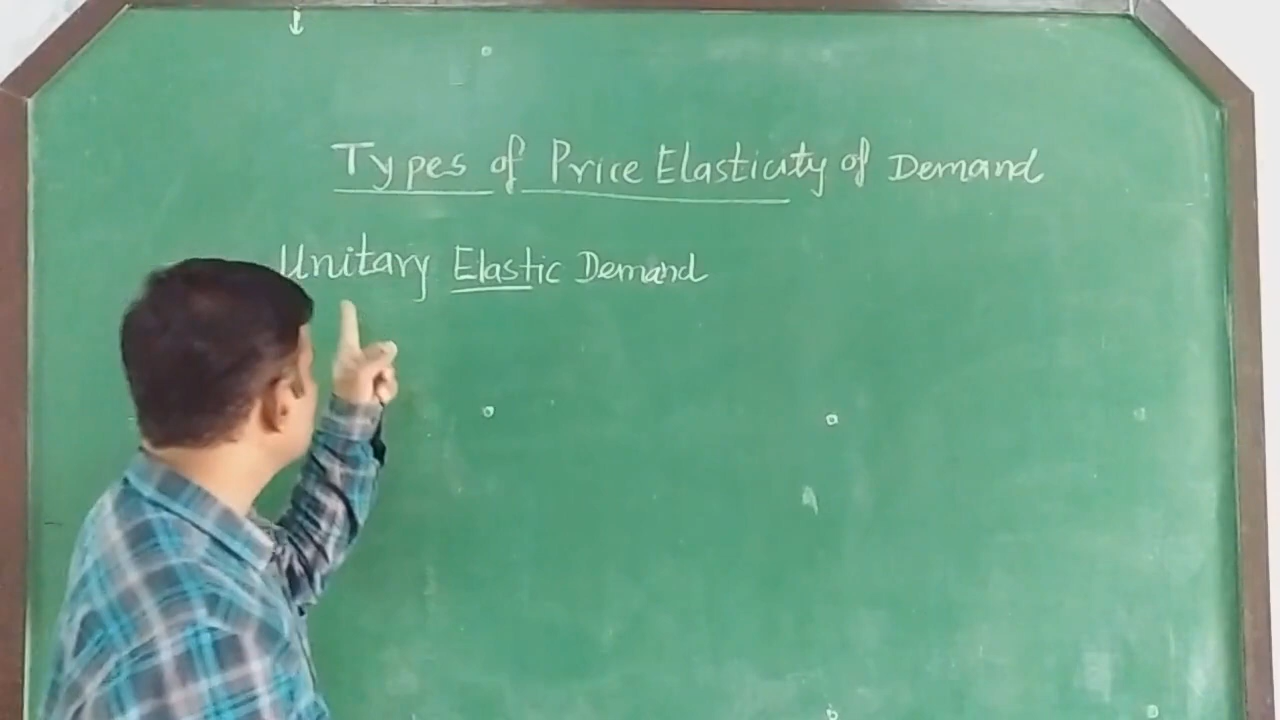 Types of Price Elasticity of Demand
Unitary Elastic Demand